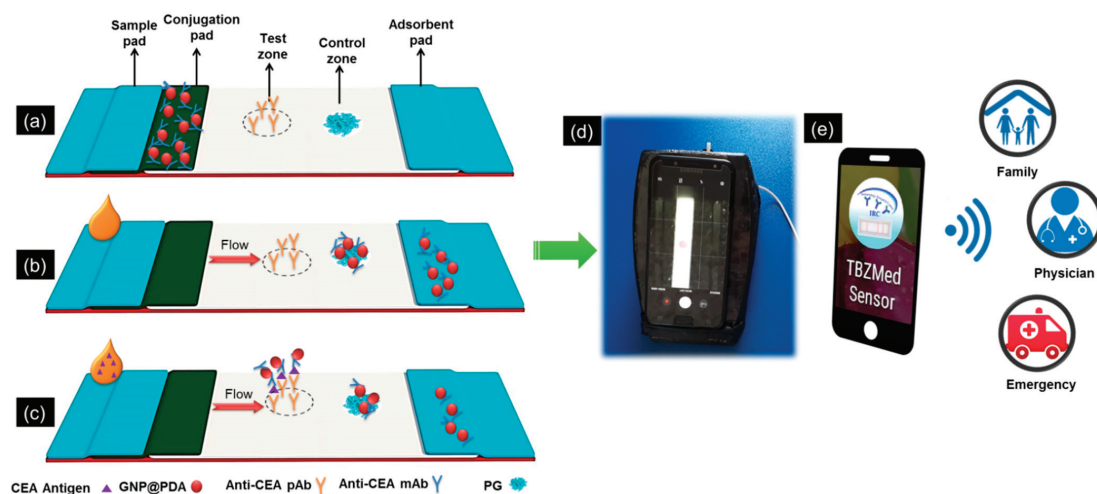 Sample pad
Conjugation pad
Test zone
Control zone
Adsorbent pad
(a)
(b)
Flow
(c)
Flow
CEA Antigen
GNP@PDA
Anti-CEA pAb
Anti-CEA mAb
PG
(d)
(e)
IRC
TBZMed
Sensor
Family
Physician
Emergency